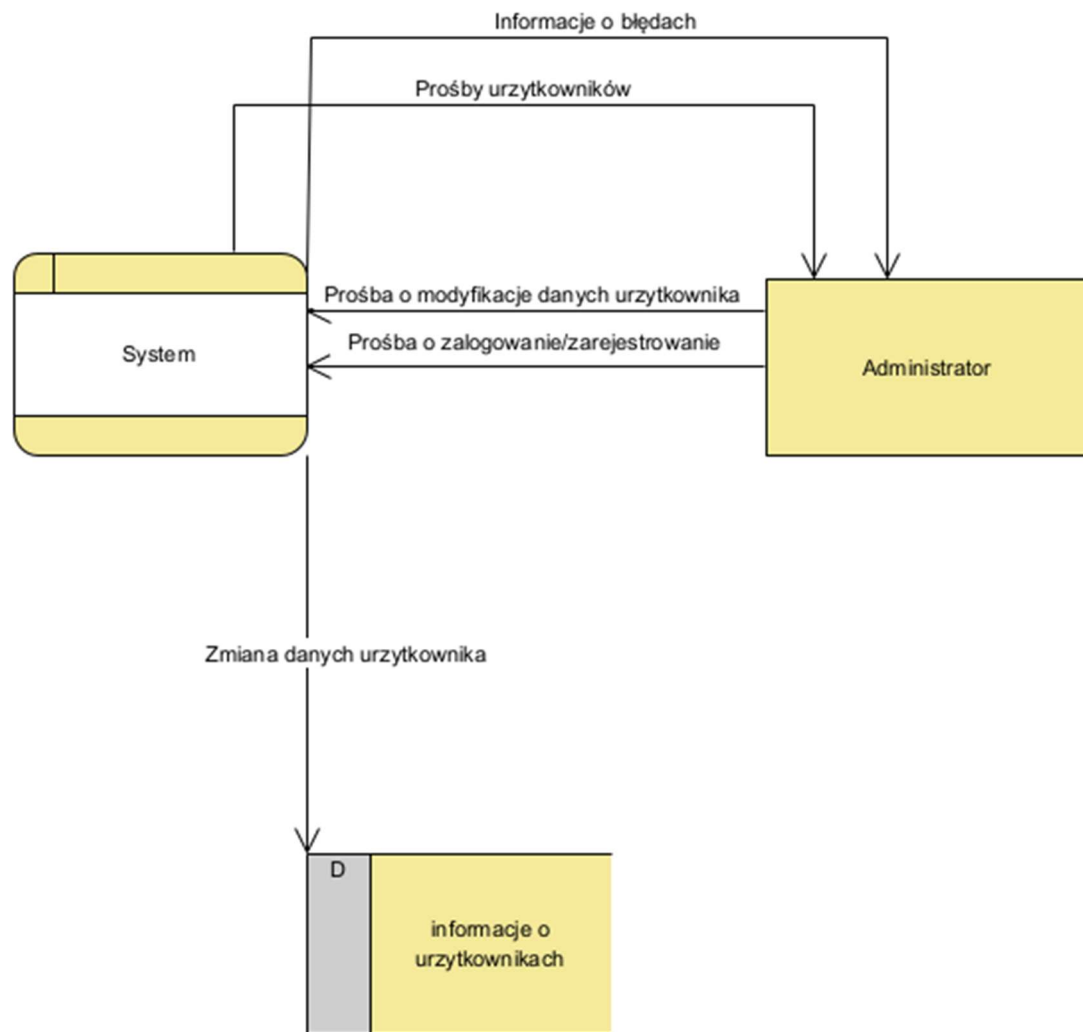 Informacje o błędach
Prośby urzytkowników
Prośba o modyfikacje danych urzytkownika
Prośba o zalogowanie/zarejestrowanie
System
Administrator
Zmiana danych urzytkownika
D
informacje o
urzytkownikach